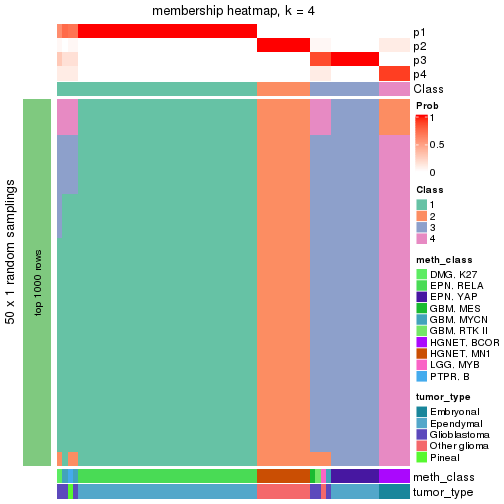 membership heatmap, k = 4
p1
p2
p3
p4
Class
50 x 1 random samplings
top 1000 rows
Prob
1
0.5
0
Class
1
2
3
4
meth_class
DMG. K27
EPN. RELA
EPN. YAP
GBM. MES
GBM. MYCN
GBM. RTK II
HGNET. BCOR
HGNET. MN1
LGG. MYB
PTPR. B
tumor_type
Embryonal
Ependymal
Glioblastoma
Other glioma
Pineal
meth_class
tumor_type